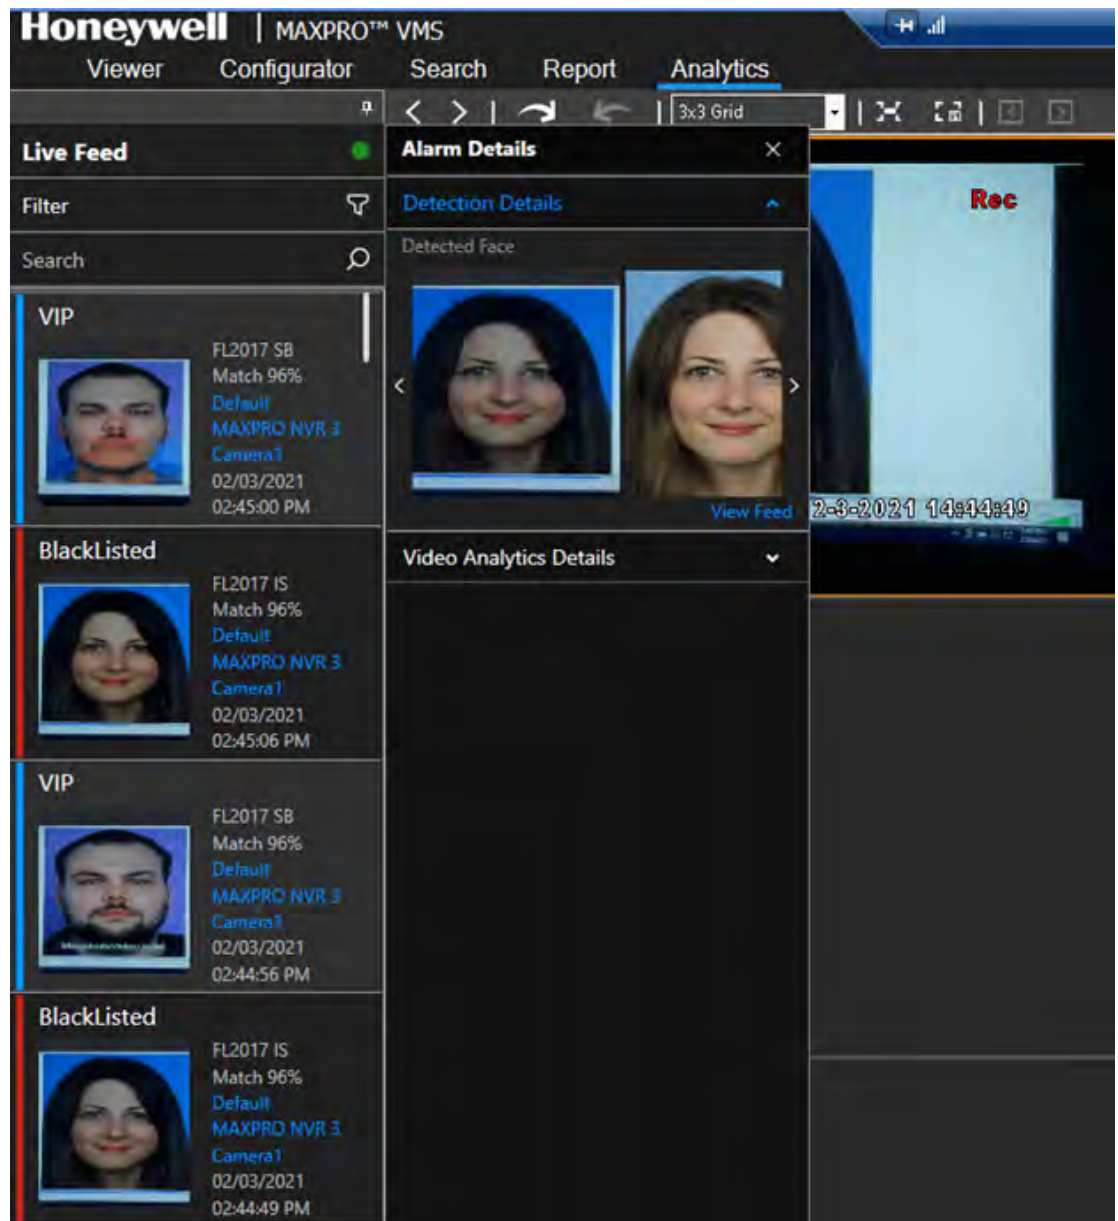 Honeywell | MAXPRO™ VMS
Viewer Configurator Search Report Analytics
3x3 Grid
Live Feed
Filter
Search
VIP
FL2017 SB
Match 96%
Default
MAXPRO NVR 3
Camera1
02/03/2021
02:45:00 PM
BlackListed
FL2017 IS
Match 96%
Default
MAXPRO NVR 3
Camera1
02/03/2021
02:45:06 PM
VIP
FL2017 SB
Match 96%
Default
MAXPRO NVR 3
Camera1
02/03/2021
02:44:56 PM
BlackListed
FL2017 IS
Match 96%
Default
MAXPRO NVR 3
Camera1
02/03/2021
02:44:49 PM
Alarm Details
Detection Details
Detected Face
View Feed
Video Analytics Details
Rec
2-3-2021 14:44:49